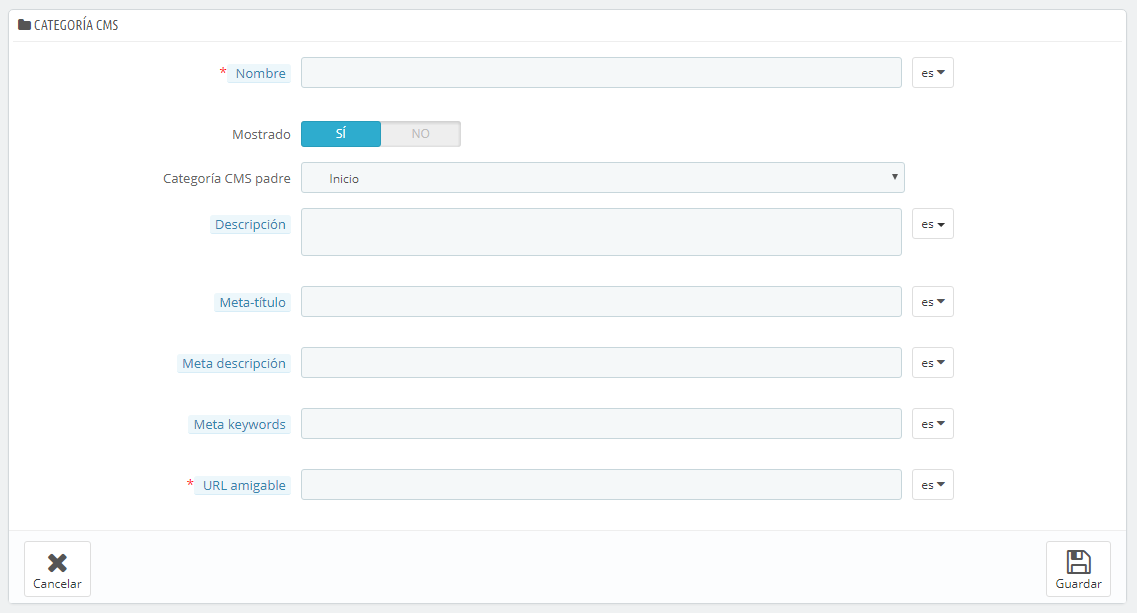 CATEGORÍA CMS
* Nombre es
Mostrado SÍ NO
Categoría CMS padre Inicio
Descripción es
Meta-título es
Meta descripción es
Meta keywords es
* URL amigable es
Cancelar Guardar